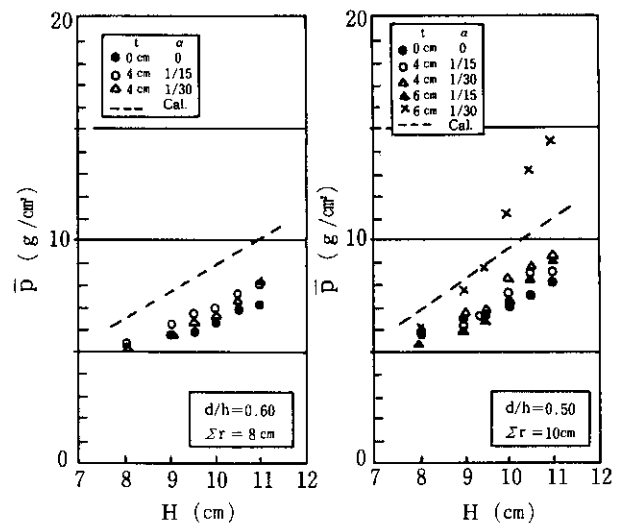 20
t α
0 cm 0
4 cm 1/15
4 cm 1/30
Cal.
15
10
5
0
p̄ ( g /cm² )
d/h=0.60
Σr = 8 cm
7 8 9 10 11 12
H (cm)
20
t α
0 cm 0
4 cm 1/15
4 cm 1/30
6 cm 1/15
6 cm 1/30
Cal.
10
0
p̄ ( g /cm² )
d/h=0.50
Σr = 10cm
7 8 9 10 11 12
H (cm)